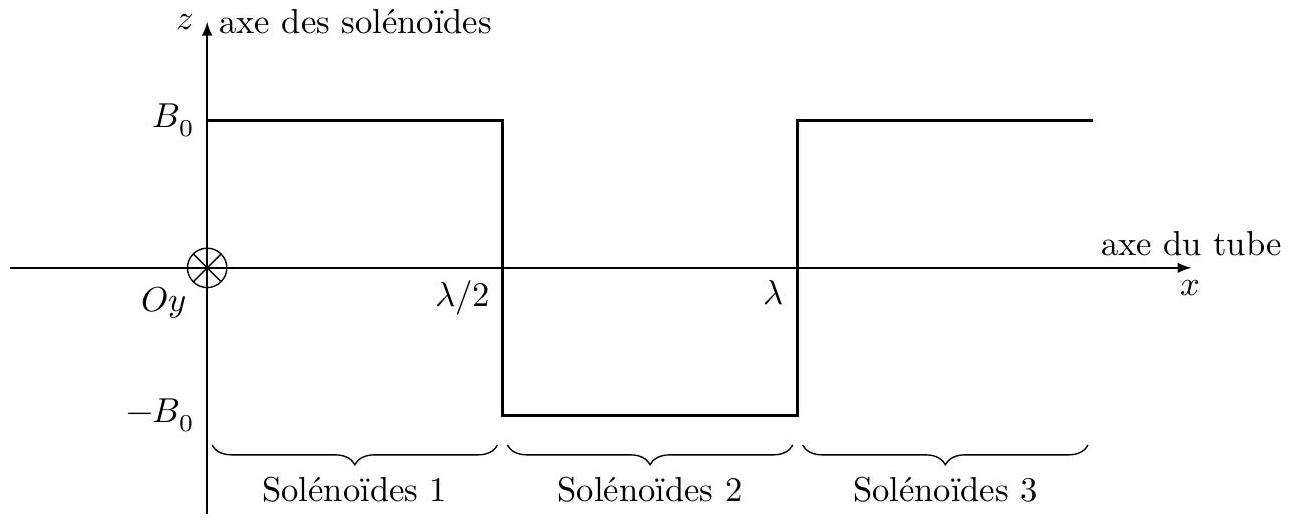 z axe des solénoïdes
B₀
axe du tube
Oy λ/2 λ x
−B₀
Solénoïdes 1 Solénoïdes 2 Solénoïdes 3